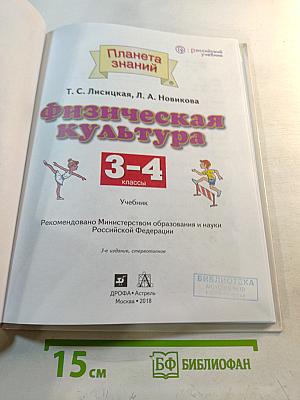 Планета знаний
российский учебник
Т. С. Лисицкая, Л. А. Новикова
Физическая культура
3–4
классы
Учебник
Рекомендовано Министерством образования и науки
Российской Федерации
3-е издание, стереотипное
ДРОФА•Астрель
Москва • 2018
БИБЛИОТЕКА
15 см
БФ БИБЛИОФАН